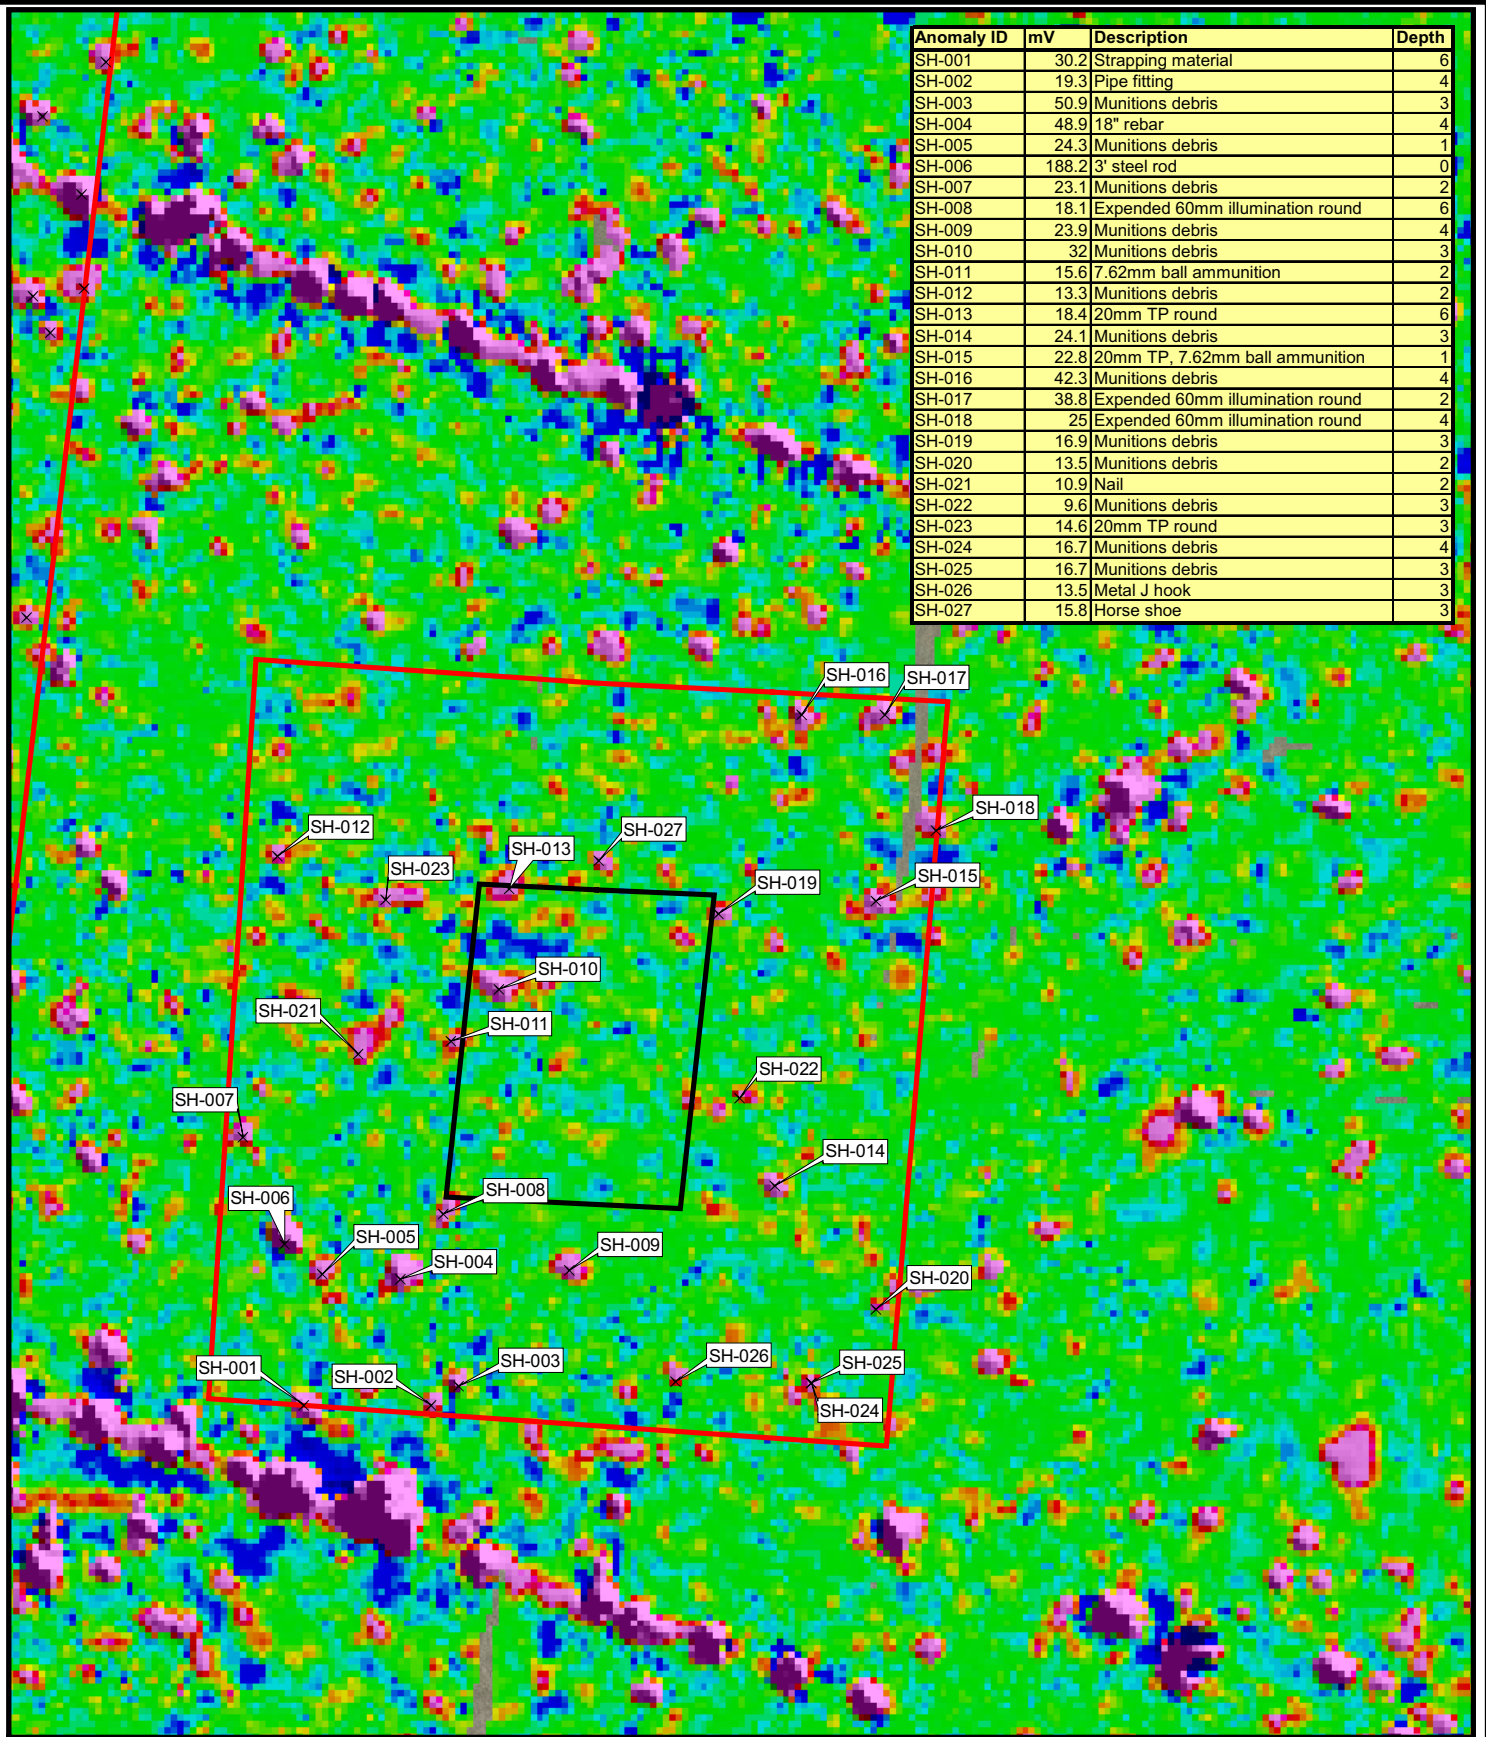 Anomaly ID mV Description Depth
SH-001 30.2 Strapping material 6
SH-002 19.3 Pipe fitting 4
SH-003 50.9 Munitions debris 3
SH-004 48.9 18" rebar 4
SH-005 24.3 Munitions debris 1
SH-006 188.2 3' steel rod 0
SH-007 23.1 Munitions debris 2
SH-008 18.1 Expended 60mm illumination round 6
SH-009 23.9 Munitions debris 4
SH-010 32 Munitions debris 3
SH-011 15.6 7.62mm ball ammunition 2
SH-012 13.3 Munitions debris 2
SH-013 18.4 20mm TP round 6
SH-014 24.1 Munitions debris 3
SH-015 22.8 20mm TP, 7.62mm ball ammunition 1
SH-016 42.3 Munitions debris 4
SH-017 38.8 Expended 60mm illumination round 2
SH-018 25 Expended 60mm illumination round 4
SH-019 16.9 Munitions debris 3
SH-020 13.5 Munitions debris 2
SH-021 10.9 Nail 2
SH-022 9.6 Munitions debris 3
SH-023 14.6 20mm TP round 3
SH-024 16.7 Munitions debris 4
SH-025 16.7 Munitions debris 3
SH-026 13.5 Metal J hook 3
SH-027 15.8 Horse shoe 3
SH-016
SH-017
SH-018
SH-012
SH-027
SH-013
SH-023
SH-015
SH-019
SH-010
SH-021
SH-011
SH-022
SH-007
SH-014
SH-008
SH-006
SH-005
SH-009
SH-004
SH-020
SH-026
SH-003
SH-025
SH-001
SH-002
SH-024